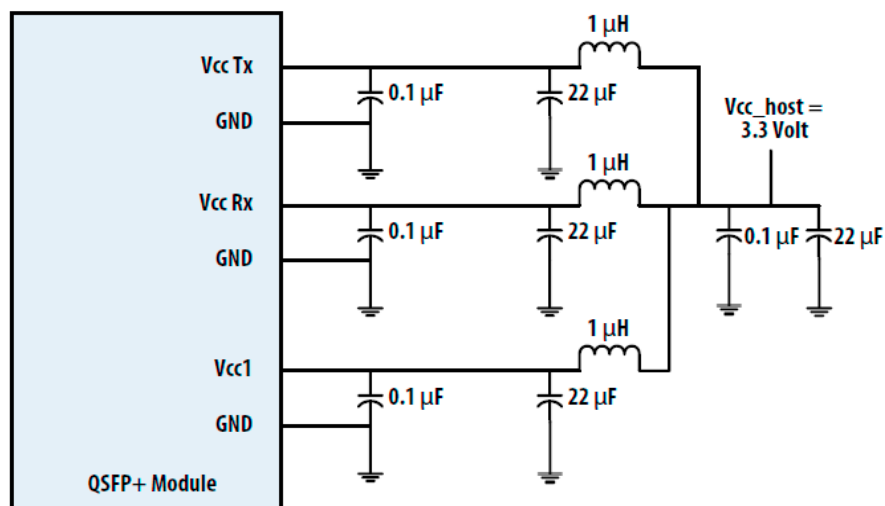 1 µH
Vcc Tx
0.1 µF
22 µF
GND
Vcc_host =
3.3 Volt
1 µH
Vcc Rx
0.1 µF
22 µF
0.1 µF
22 µF
GND
1 µH
Vcc1
0.1 µF
22 µF
GND
QSFP+ Module